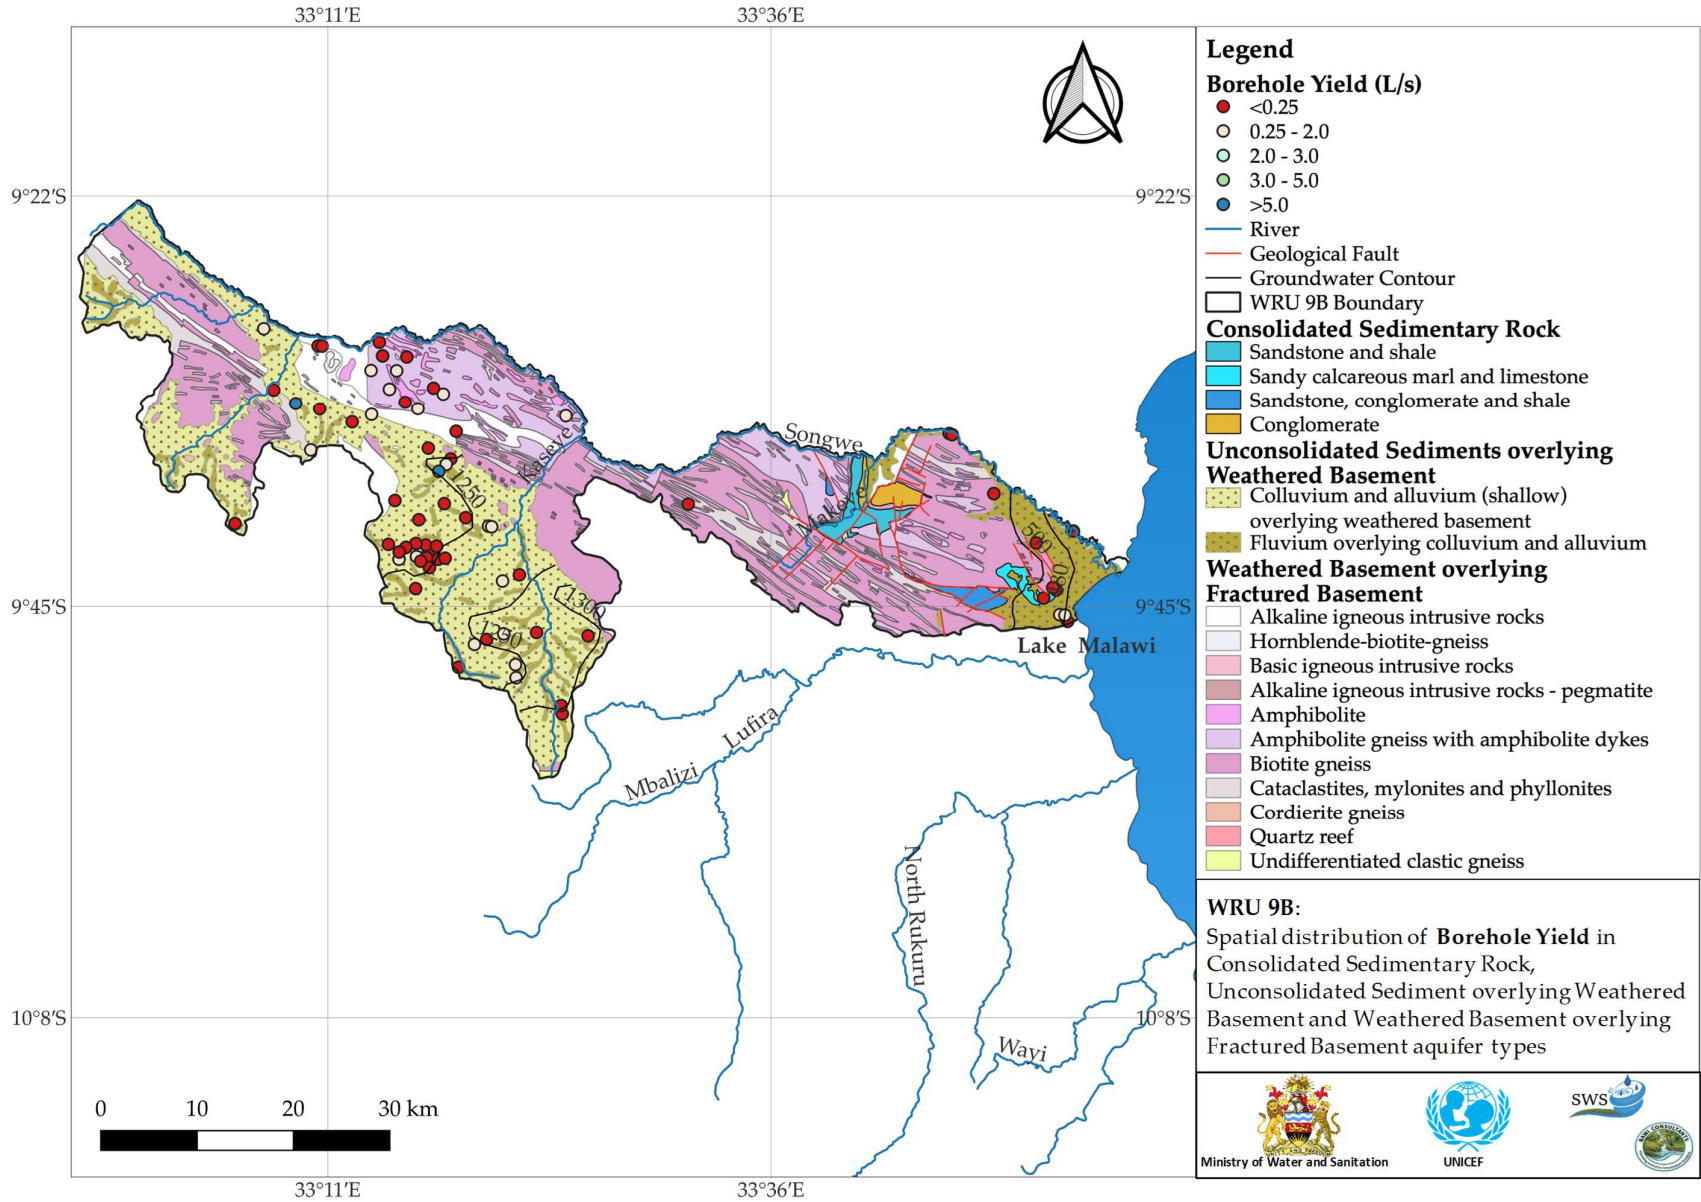 33°11′E
33°36′E
9°22′S
9°22′S
9°45′S
9°45′S
10°8′S
10°8′S
33°11′E
33°36′E
Kaseye
Songwe
1250
1300
1290
500
Lake Malawi
Lufira
Mbalizi
North Rukuru
Wayi
0 10 20 30 km
Legend
Borehole Yield (L/s)
<0.25
0.25 - 2.0
2.0 - 3.0
3.0 - 5.0
>5.0
River
Geological Fault
Groundwater Contour
WRU 9B Boundary
Consolidated Sedimentary Rock
Sandstone and shale
Sandy calcareous marl and limestone
Sandstone, conglomerate and shale
Conglomerate
Unconsolidated Sediments overlying
Weathered Basement
Colluvium and alluvium (shallow)
overlying weathered basement
Fluvium overlying colluvium and alluvium
Weathered Basement overlying
Fractured Basement
Alkaline igneous intrusive rocks
Hornblende-biotite-gneiss
Basic igneous intrusive rocks
Alkaline igneous intrusive rocks - pegmatite
Amphibolite
Amphibolite gneiss with amphibolite dykes
Biotite gneiss
Cataclastites, mylonites and phyllonites
Cordierite gneiss
Quartz reef
Undifferentiated clastic gneiss
WRU 9B:
Spatial distribution of Borehole Yield in
Consolidated Sedimentary Rock,
Unconsolidated Sediment overlying Weathered
Basement and Weathered Basement overlying
Fractured Basement aquifer types
Ministry of Water and Sanitation
UNICEF
SWS
BAWI CONSULTANTS